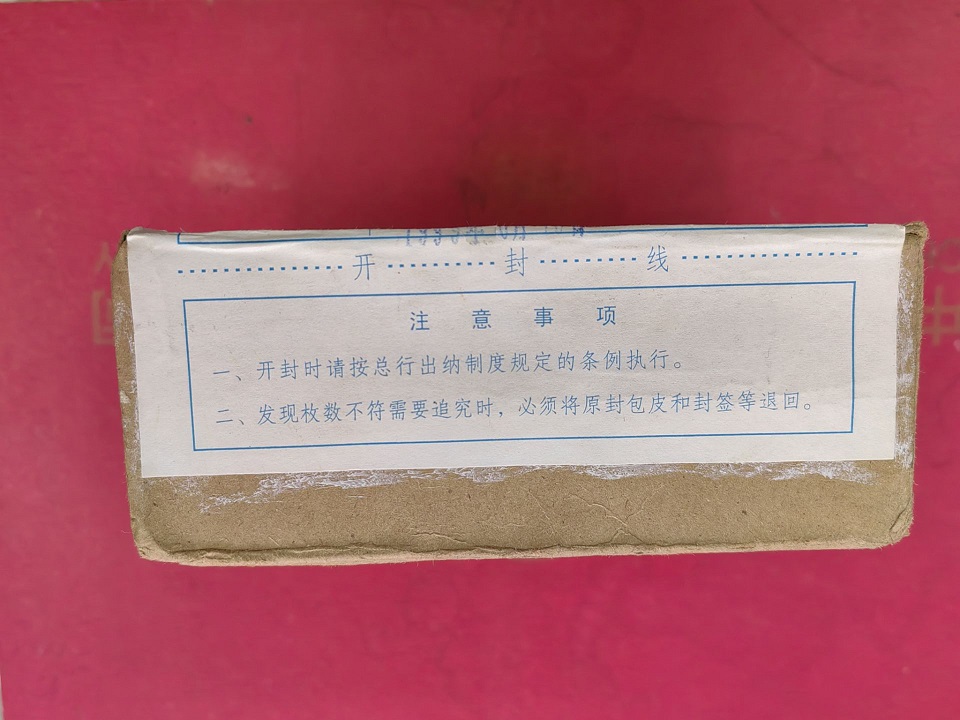 开封线
注意事项
一、开封时请按总行出纳制度规定的条例执行。
二、发现枚数不符需要追究时，必须将原封包皮和封签等退回。